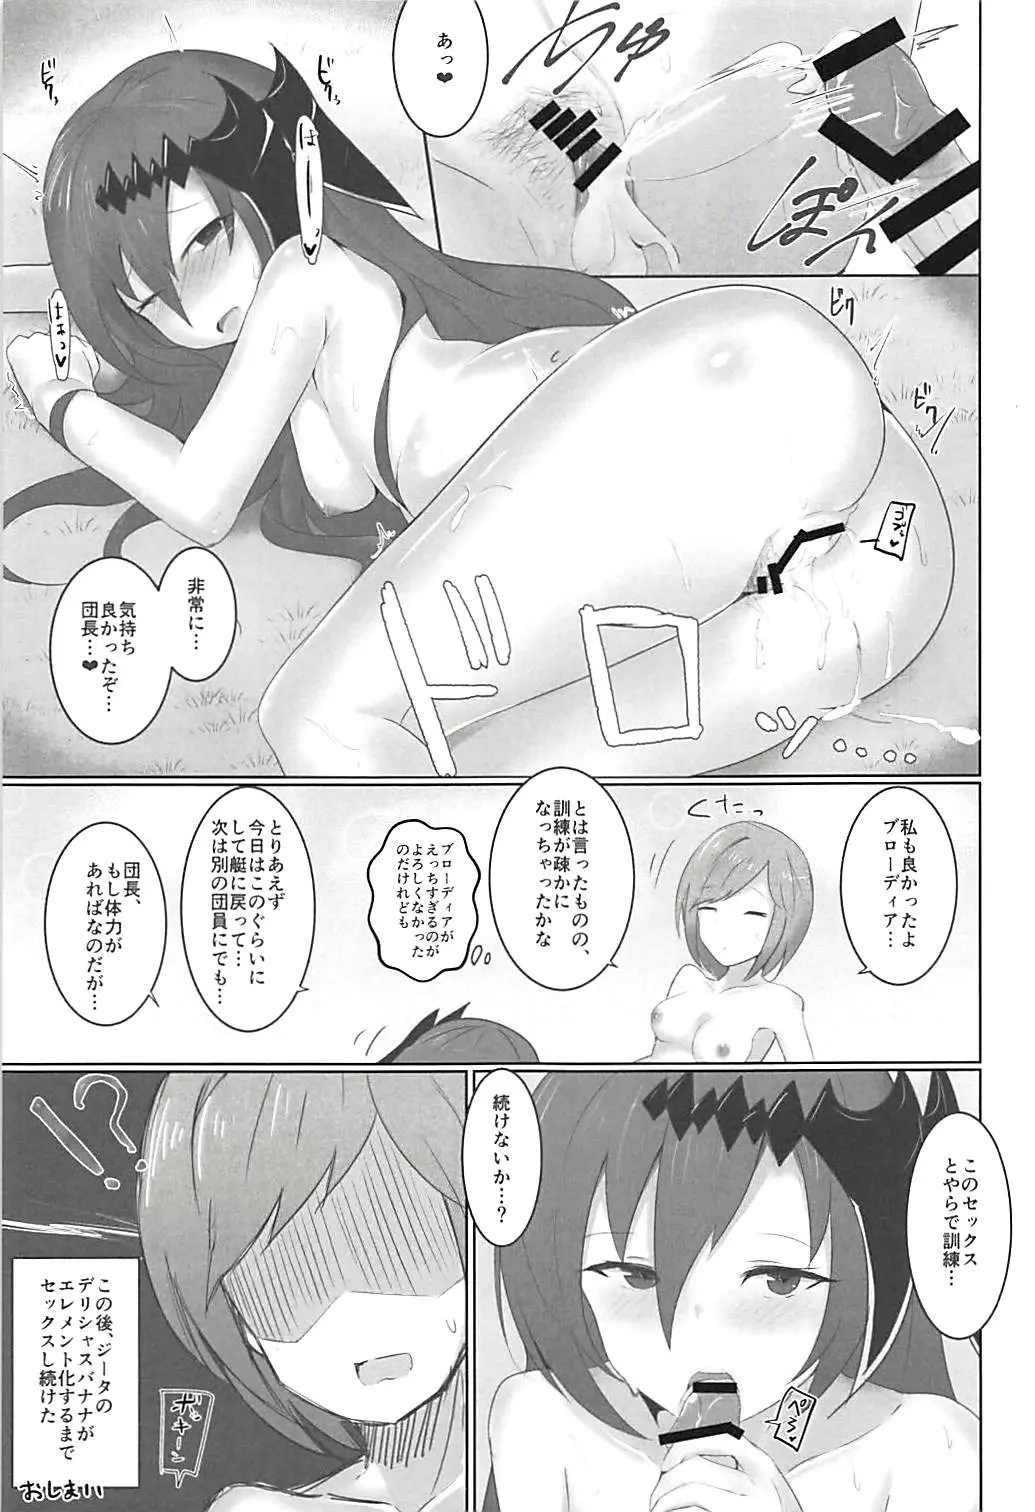 ちゅ
ぽ
あっ♥
ビクッ
ビクッ
はーっ♥
はぁっ♥
ビクッ
ビクッ
ゴプッ♥
ドロ
非常に…
気持ち
良かったぞ…
団長…♥
私も良かったよ
ブローディア…
くたっ
とは言ったものの、
訓練が疎かに
なっちゃったかな
ブローディアが
えっちすぎるのが
よろしくなかった
のだけれども
とりあえず
今日はこのぐらいに
して艇に戻って…
次は別の団員にでも…
団長、
もし体力が
あればなのだが…
このセックス
とやらで訓練…
続けないか…?
ぺろ♥
!?
ボキーン
この後、ジータの
デリシャスバナナが
エレメント化するまで
セックスし続けた
おしまい